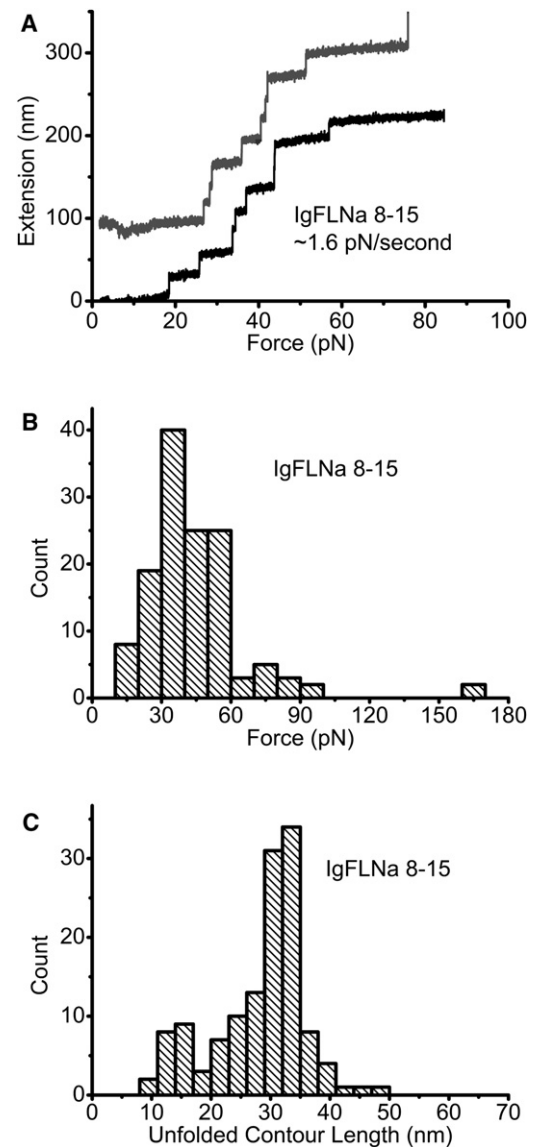 A
300
200
100
0
Extension (nm)
IgFLNa 8-15
~1.6 pN/second
0 20 40 60 80 100
Force (pN)
B
40
30
20
10
0
Count
IgFLNa 8-15
0 30 60 90 120 150 180
Force (pN)
C
30
20
10
0
Count
IgFLNa 8-15
0 10 20 30 40 50 60 70
Unfolded Contour Length (nm)